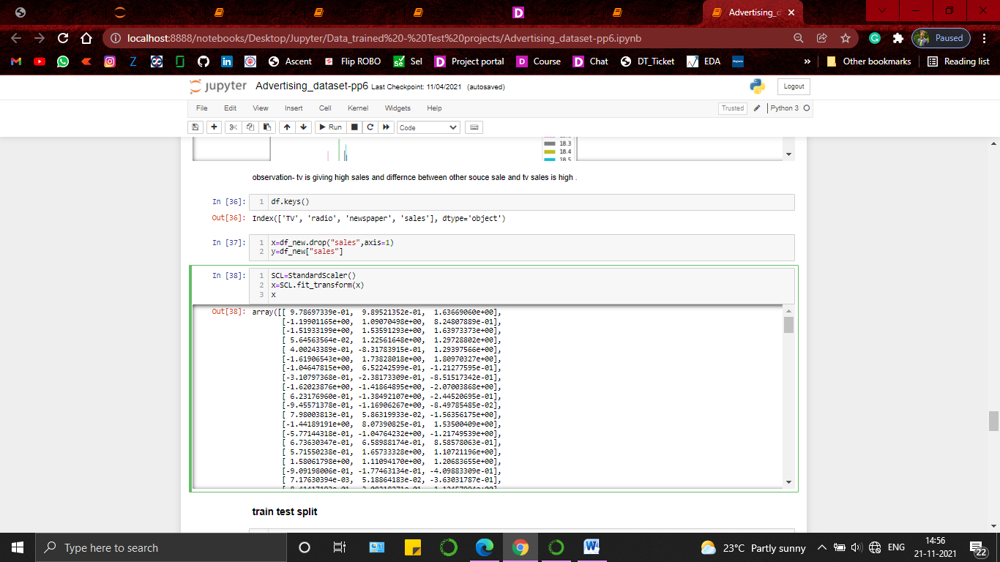 Advertising_d
localhost:8888/notebooks/Desktop/Jupyter/Data_trained%20-%20Test%20projects/Advertising_dataset-pp6.ipynb
Paused
Ascent
Flip ROBO
Sel
Project portal
Course
Chat
DT_Ticket
EDA
»
Other bookmarks
Reading list
jupyter Advertising_dataset-pp6 Last Checkpoint: 11/04/2021 (autosaved)
Logout
File Edit View Insert Cell Kernel Widgets Help
Trusted
Python 3
Run
Code
18.3
18.4
18.5
observation- tv is giving high sales and differnce between other souce sale and tv sales is high .
In [36]: 1 df.keys()
Out[36]: Index(['TV', 'radio', 'newspaper', 'sales'], dtype='object')
In [37]: 1 x=df_new.drop("sales",axis=1)
2 y=df_new["sales"]
In [38]: 1 SCL=StandardScaler()
2 x=SCL.fit_transform(x)
3 x
Out[38]: array([[ 9.78697339e-01, 9.89521352e-01, 1.63669060e+00],
[-1.19901165e+00, 1.09070498e+00, 8.24807889e-01],
[-1.51933199e+00, 1.53591293e+00, 1.63973373e+00],
[ 5.64563564e-02, 1.22561648e+00, 1.29728802e+00],
[ 4.00243389e-01, -8.31783915e-01, 1.29397566e+00],
[-1.61906543e+00, 1.73828018e+00, 1.80970327e+00],
[-1.04647815e+00, 6.52242599e-01, -1.21277595e-01],
[-3.10797368e-01, -2.38173309e-01, -8.51517342e-01],
[-1.62023876e+00, -1.41864895e+00, -2.07003868e+00],
[ 6.23176960e-01, -1.38492107e+00, -2.44520695e-01],
[-9.45571378e-01, -1.16906267e+00, -8.49785485e-02],
[ 7.98003813e-01, 5.86319933e-02, -1.56356175e+00],
[-1.44189191e+00, 8.07390825e-01, 1.53500409e+00],
[-5.77144318e-01, -1.04764232e+00, -1.21749539e+00],
[ 6.73630347e-01, 6.58988174e-01, 8.58578063e-01],
[ 5.71550238e-01, 1.65733328e+00, 1.10721196e+00],
[ 1.58061798e+00, 1.11094170e+00, 1.20683655e+00],
[-9.09198006e-01, -1.77463134e-01, -4.09883309e-01],
[ 7.17630394e-03, 5.18864183e-02, -3.63031787e-01],
train test split
Type here to search
23°C Partly sunny
ENG
14:56
21-11-2021
22